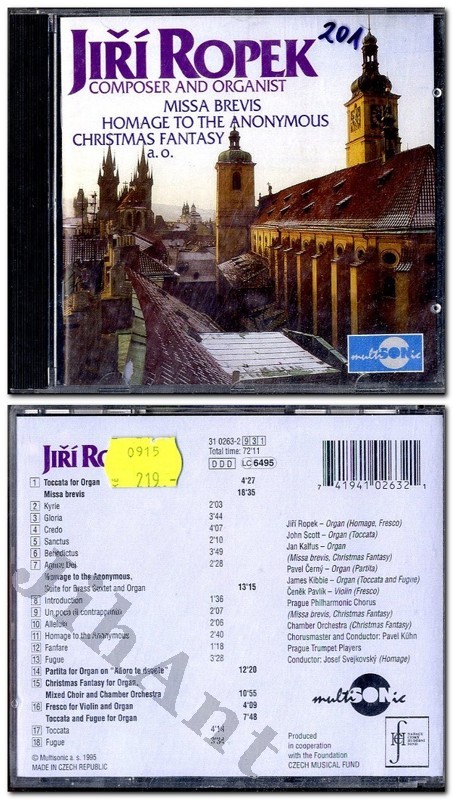 JIŘÍ ROPEK
201
COMPOSER AND ORGANIST
MISSA BREVIS
HOMAGE TO THE ANONYMOUS
CHRISTMAS FANTASY
a. o.
multiSONic
JIŘÍ RO
0915
219.-
31 0263-2 931
Total time: 72'11
DDD LC 6495
7 41941 02632 1
1 Toccata for Organ 4'27
Missa brevis 18'35
2 Kyrie 2'03
3 Gloria 3'44
4 Credo 4'07
5 Sanctus 2'10
6 Benedictus 3'49
7 Agnus Dei 2'28
Homage to the Anonymous,
Suite for Brass Sextet and Organ 13'15
8 Introduction 1'36
9 Un poco di contrappunto 2'07
10 Alleluja 2'06
11 Homage to the Anonymous 2'40
12 Fanfare 1'18
13 Fugue 3'28
14 Partita for Organ on "Adoro te devote" 12'20
15 Christmas Fantasy for Organ,
Mixed Choir and Chamber Orchestra 10'55
16 Fresco for Violin and Organ 4'09
Toccata and Fugue for Organ 7'48
17 Toccata 4'14
18 Fugue 3'34
© Multisonic a. s. 1995
MADE IN CZECH REPUBLIC
Jiří Ropek – Organ (Homage, Fresco)
John Scott – Organ (Toccata)
Jan Kalfus – Organ
(Missa brevis, Christmas Fantasy)
Pavel Černý – Organ (Partita)
James Kibbie – Organ (Toccata and Fugue)
Čeněk Pavlík – Violin (Fresco)
Prague Philharmonic Chorus
(Missa brevis, Christmas Fantasy)
Chamber Orchestra (Christmas Fantasy)
Chorusmaster and Conductor: Pavel Kühn
Prague Trumpet Players
Conductor: Josef Svejkovský (Homage)
multiSONic
Produced
in cooperation
with the Foundation
CZECH MUSICAL FUND
JihAnt